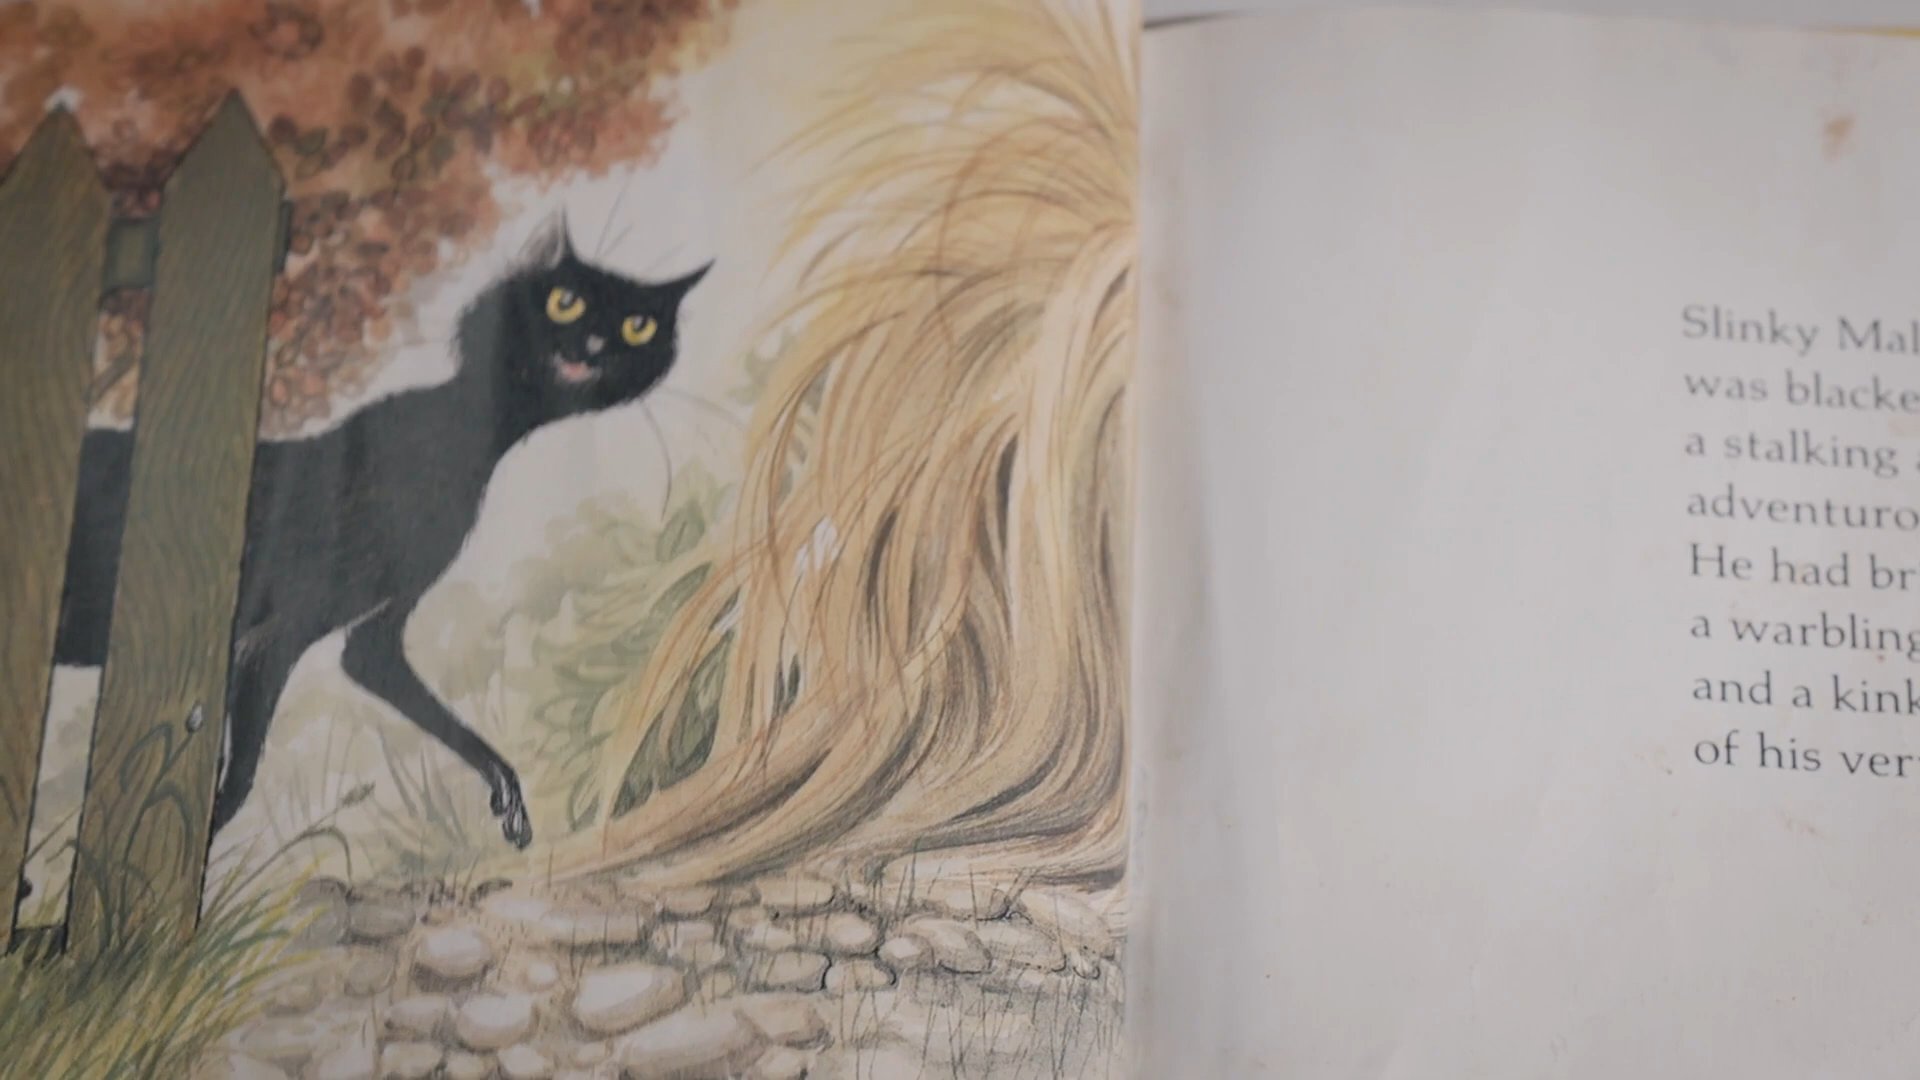 Slinky Mal
was blacke
a stalking
adventuro
He had br
a warbling
and a kink
of his ver